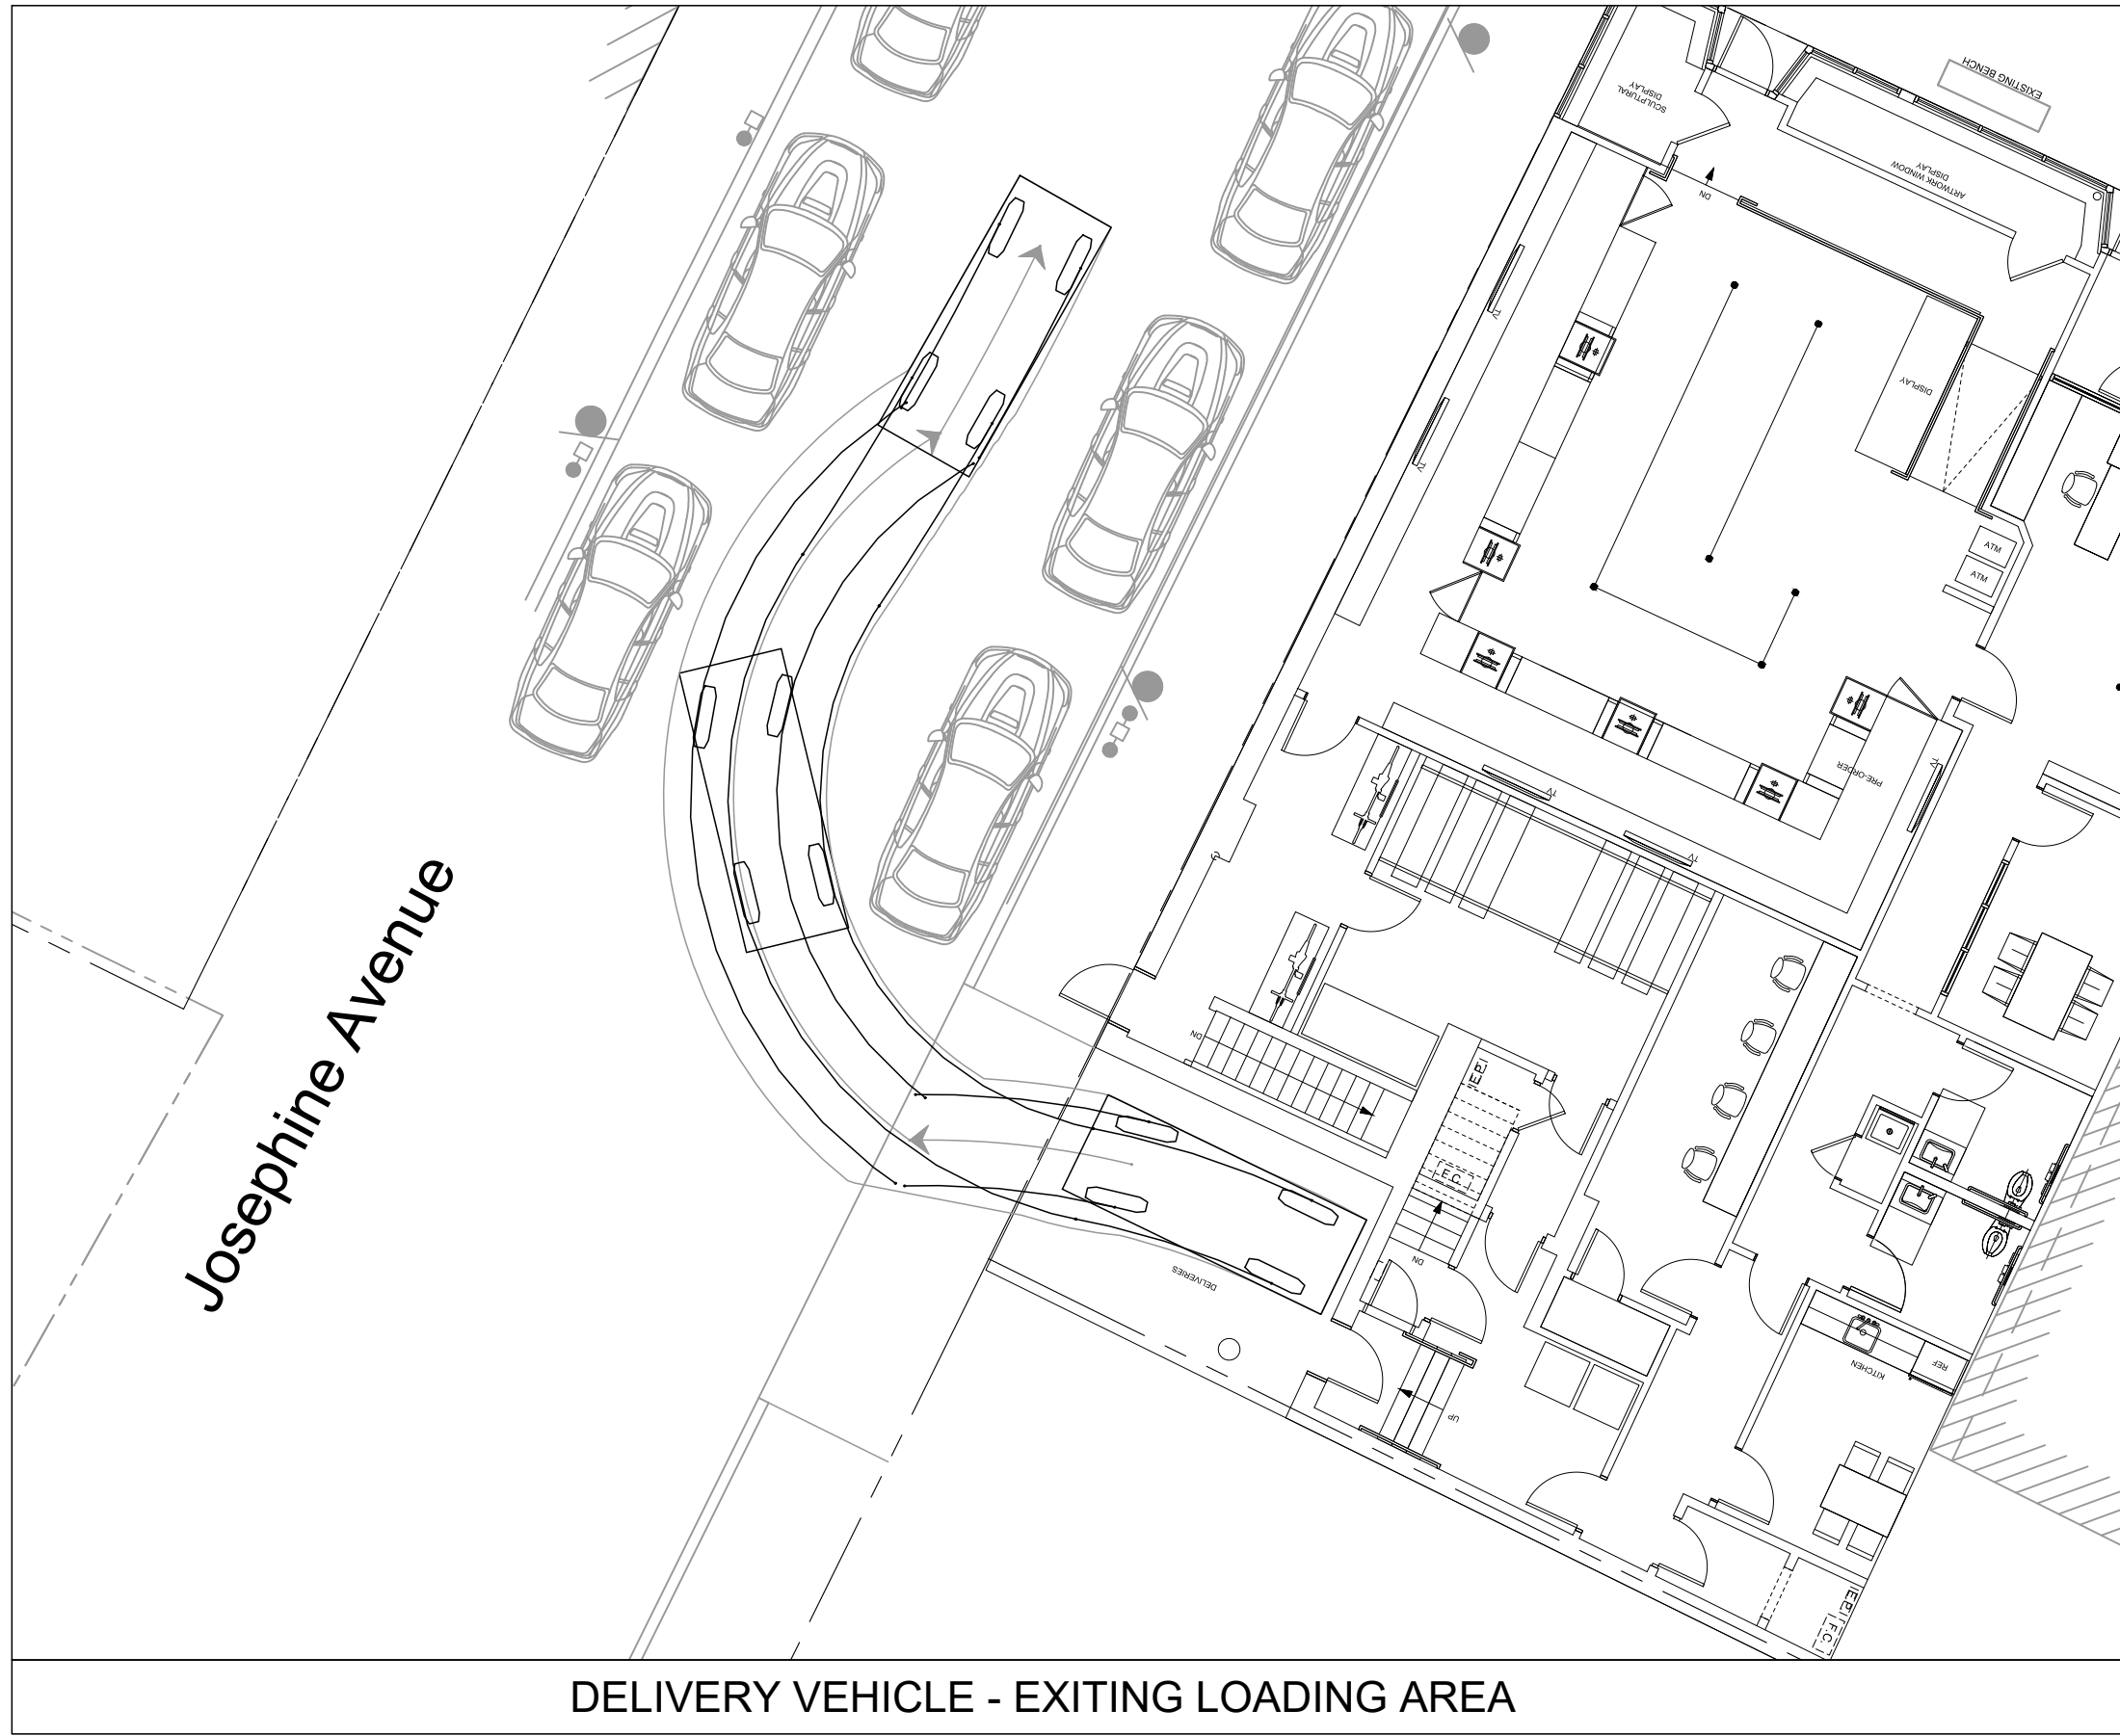 EXISTING BENCH
SCULPTURAL
DISPLAY
ARTWORK WINDOW
DISPLAY
DN
TV
TV
DISPLAY
ATM
ATM
PRE-ORDER
TV
TV
TV
DN
E.P.
E.C.
DN
DELIVERIES
UP
KITCHEN
REF
E.P.
F.C.
Josephine Avenue
DELIVERY VEHICLE - EXITING LOADING AREA